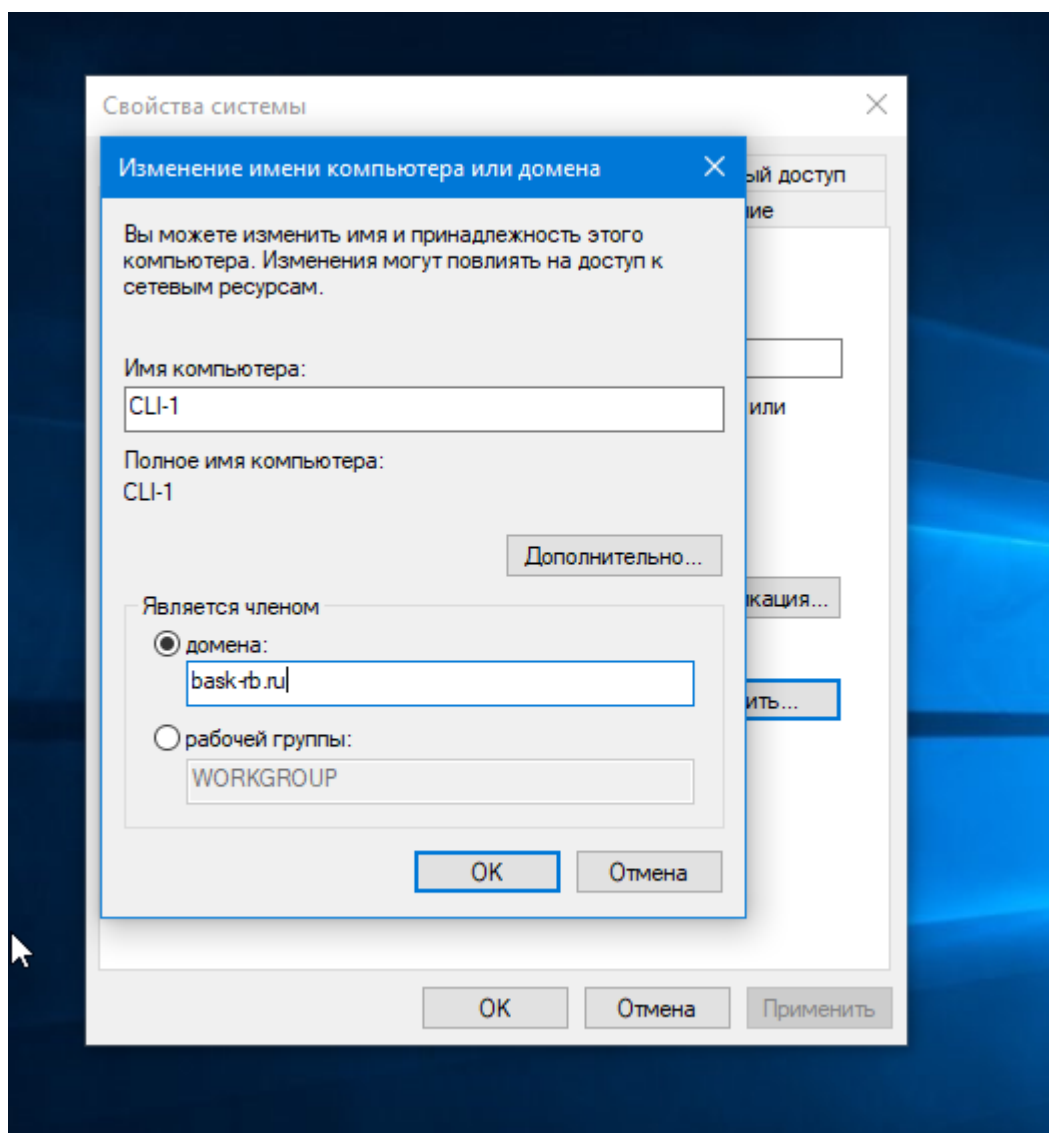 Свойства системы
Изменение имени компьютера или домена
ый доступ
ие
Вы можете изменить имя и принадлежность этого
компьютера. Изменения могут повлиять на доступ к
сетевым ресурсам.
Имя компьютера:
CLI-1
или
Полное имя компьютера:
CLI-1
Дополнительно...
кация...
Является членом
домена:
bask-rb.ru
ить...
рабочей группы:
WORKGROUP
OK
Отмена
OK
Отмена
Применить